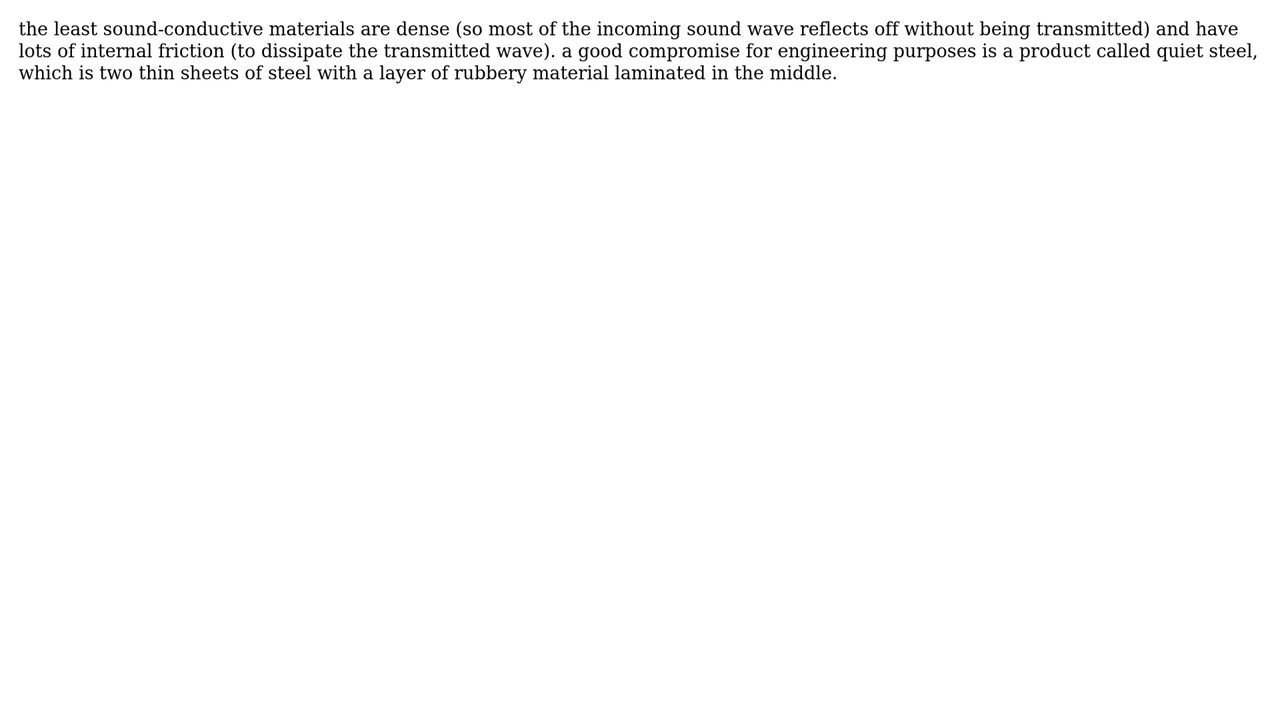 the least sound-conductive materials are dense (so most of the incoming sound wave reflects off without being transmitted) and have
lots of internal friction (to dissipate the transmitted wave). a good compromise for engineering purposes is a product called quiet steel,
which is two thin sheets of steel with a layer of rubbery material laminated in the middle.